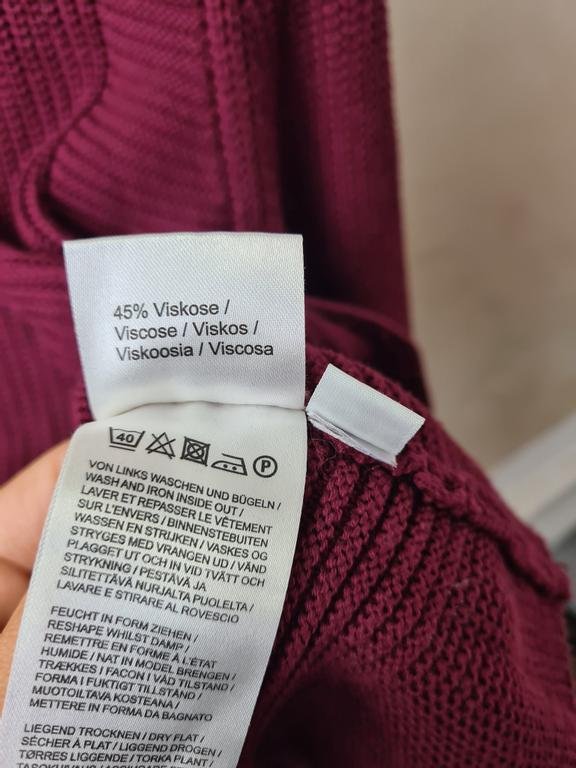 45% Viskose /
Viscose / Viskos /
Viskoosia / Viscosa
40 P
VON LINKS WASCHEN UND BÜGELN /
WASH AND IRON INSIDE OUT /
LAVER ET REPASSER LE VÊTEMENT
SUR L'ENVERS / BINNENSTEBUITEN
WASSEN EN STRIJKEN / VASKES OG
STRYGES MED VRANGEN UD / VÄND
PLAGGET UT OCH IN VID TVÄTT OCH
STRYKNING / PESTÄVÄ JA
SILITETTÄVÄ NURJALTA PUOLELTA /
LAVARE E STIRARE AL ROVESCIO
FEUCHT IN FORM ZIEHEN /
RESHAPE WHILST DAMP /
REMETTRE EN FORME À L'ÉTAT
HUMIDE / NAT IN MODEL BRENGEN /
TRÆKKES I FACON I VÅD TILSTAND /
FORMA I FUKTIGT TILLSTÅND /
MUOTOILTAVA KOSTEANA /
METTERE IN FORMA DA BAGNATO
LIEGEND TROCKNEN / DRY FLAT /
SÉCHER À PLAT / LIGGEND DROGEN /
TØRRES LIGGENDE / TORKA PLANT /